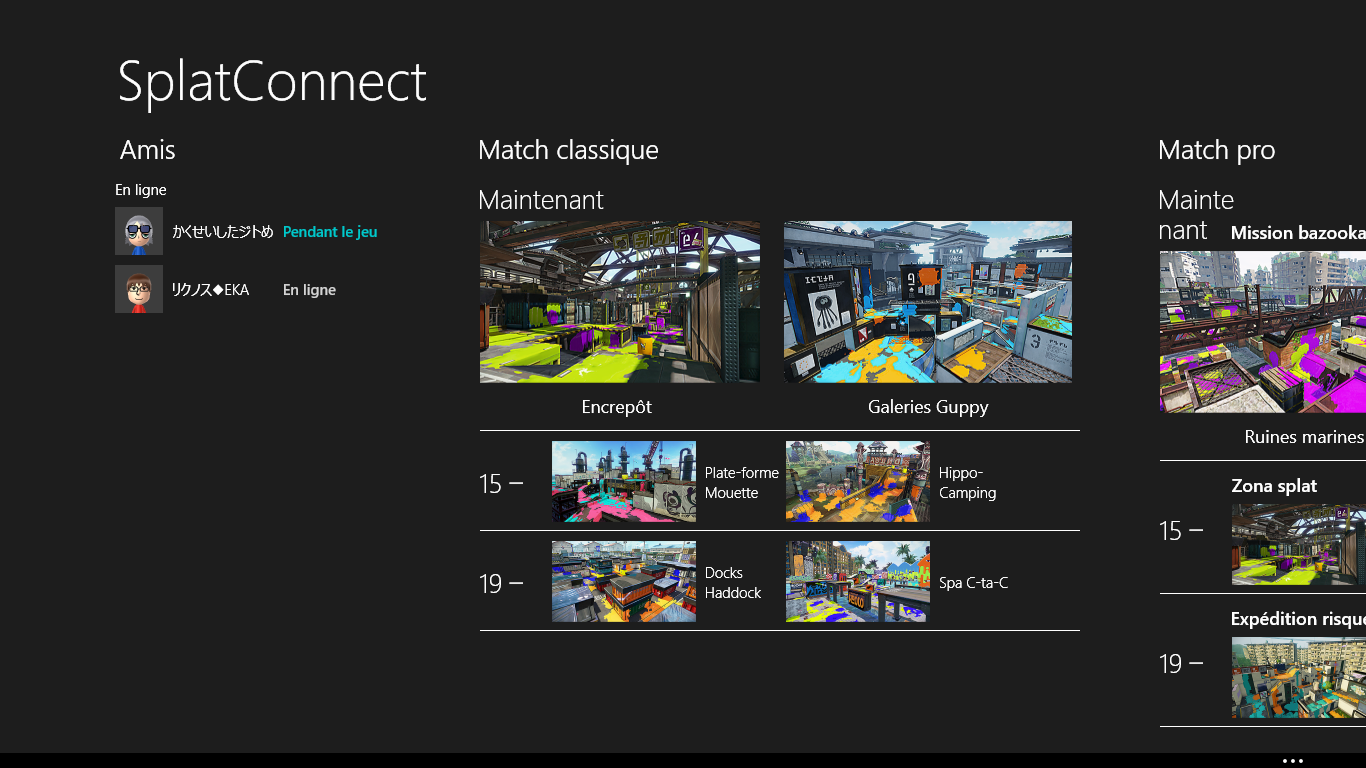 SplatConnect
Amis
En ligne
かくせいしたジトめ Pendant le jeu
リクノス◆EKA En ligne
Match classique
Maintenant
Encrepôt
Galeries Guppy
15 –
Plate-forme
Mouette
Hippo-
Camping
19 –
Docks
Haddock
Spa C-ta-C
Match pro
Mainte
nant
Mission bazooka
Ruines marines
Zona splat
15 –
Expédition risque
19 –